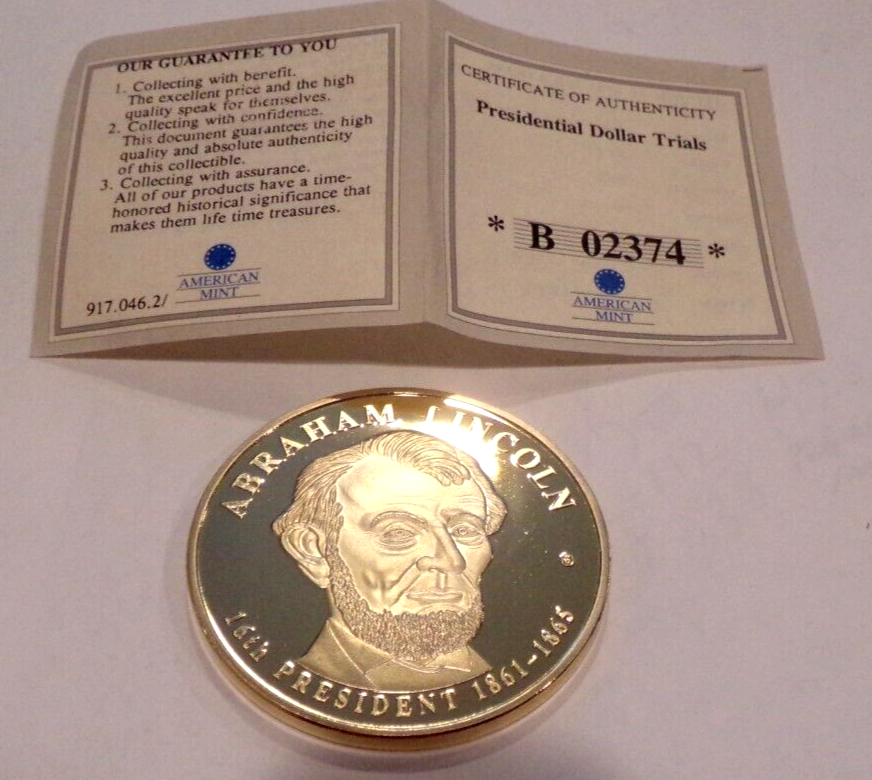 OUR GUARANTEE TO YOU
1. Collecting with benefit.
The excellent price and the high
quality speak for themselves.
2. Collecting with confidence.
This document guarantees the high
quality and absolute authenticity
of this collectible.
3. Collecting with assurance.
All of our products have a time-
honored historical significance that
makes them life time treasures.
AMERICAN
MINT
917.046.2/
CERTIFICATE OF AUTHENTICITY
Presidential Dollar Trials
* B 02374 *
AMERICAN
MINT
ABRAHAM LINCOLN
16th PRESIDENT 1861-1865